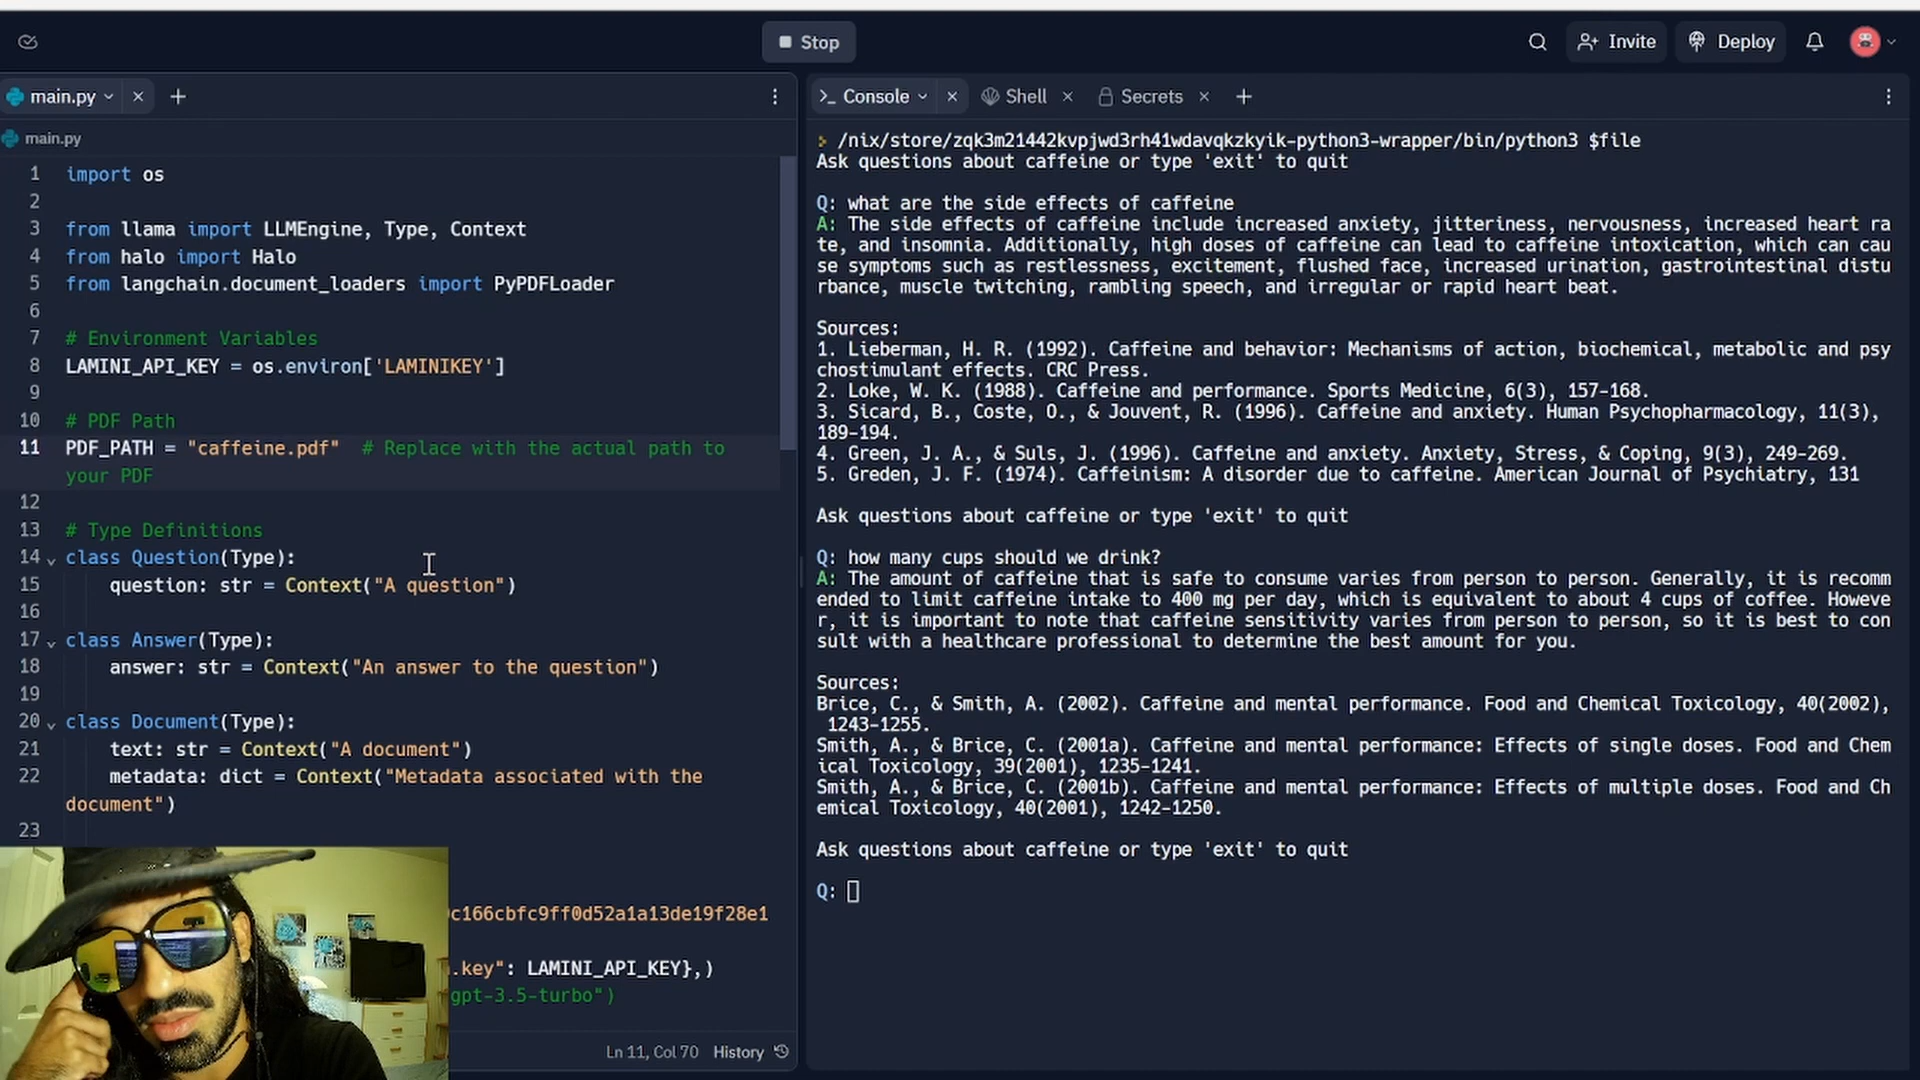 Stop
Invite
Deploy
main.py
Console
Shell
Secrets
main.py
1 import os
2
3 from llama import LLMEngine, Type, Context
4 from halo import Halo
5 from langchain.document_loaders import PyPDFLoader
6
7 # Environment Variables
8 LAMINI_API_KEY = os.environ['LAMINIKEY']
9
10 # PDF Path
11 PDF_PATH = "caffeine.pdf"  # Replace with the actual path to
your PDF
12
13 # Type Definitions
14 class Question(Type):
15 question: str = Context("A question")
16
17 class Answer(Type):
18 answer: str = Context("An answer to the question")
19
20 class Document(Type):
21 text: str = Context("A document")
22 metadata: dict = Context("Metadata associated with the
document")
23
c166cbfc9ff0d52a1a13de19f28e1
.key": LAMINI_API_KEY},)
gpt-3.5-turbo")
Ln 11, Col 70 History
/nix/store/zqk3m21442kvpjwd3rh41wdavqkzkyik-python3-wrapper/bin/python3 $file
Ask questions about caffeine or type 'exit' to quit
Q: what are the side effects of caffeine
A: The side effects of caffeine include increased anxiety, jitteriness, nervousness, increased heart ra
te, and insomnia. Additionally, high doses of caffeine can lead to caffeine intoxication, which can cau
se symptoms such as restlessness, excitement, flushed face, increased urination, gastrointestinal distu
rbance, muscle twitching, rambling speech, and irregular or rapid heart beat.
Sources:
1. Lieberman, H. R. (1992). Caffeine and behavior: Mechanisms of action, biochemical, metabolic and psy
chostimulant effects. CRC Press.
2. Loke, W. K. (1988). Caffeine and performance. Sports Medicine, 6(3), 157-168.
3. Sicard, B., Coste, O., & Jouvent, R. (1996). Caffeine and anxiety. Human Psychopharmacology, 11(3),
189-194.
4. Green, J. A., & Suls, J. (1996). Caffeine and anxiety. Anxiety, Stress, & Coping, 9(3), 249-269.
5. Greden, J. F. (1974). Caffeinism: A disorder due to caffeine. American Journal of Psychiatry, 131
Ask questions about caffeine or type 'exit' to quit
Q: how many cups should we drink?
A: The amount of caffeine that is safe to consume varies from person to person. Generally, it is recomm
ended to limit caffeine intake to 400 mg per day, which is equivalent to about 4 cups of coffee. Howeve
r, it is important to note that caffeine sensitivity varies from person to person, so it is best to con
sult with a healthcare professional to determine the best amount for you.
Sources:
Brice, C., & Smith, A. (2002). Caffeine and mental performance. Food and Chemical Toxicology, 40(2002),
1243-1255.
Smith, A., & Brice, C. (2001a). Caffeine and mental performance: Effects of single doses. Food and Chem
ical Toxicology, 39(2001), 1235-1241.
Smith, A., & Brice, C. (2001b). Caffeine and mental performance: Effects of multiple doses. Food and Ch
emical Toxicology, 40(2001), 1242-1250.
Ask questions about caffeine or type 'exit' to quit
Q: